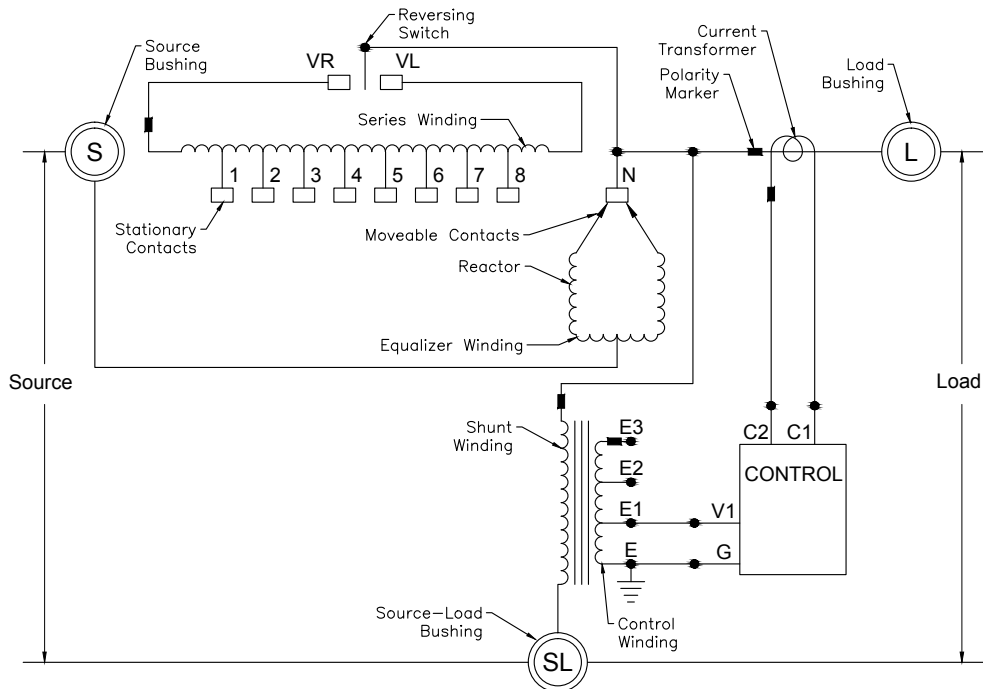 Reversing
Switch
Source
Bushing
VR
VL
Current
Transformer
Polarity
Marker
Load
Bushing
Series Winding
S
L
1 2 3 4 5 6 7 8
N
Stationary
Contacts
Moveable Contacts
Reactor
Equalizer Winding
Source
Load
Shunt
Winding
E3
E2
E1
E
C2 C1
CONTROL
V1
G
Source-Load
Bushing
Control
Winding
SL